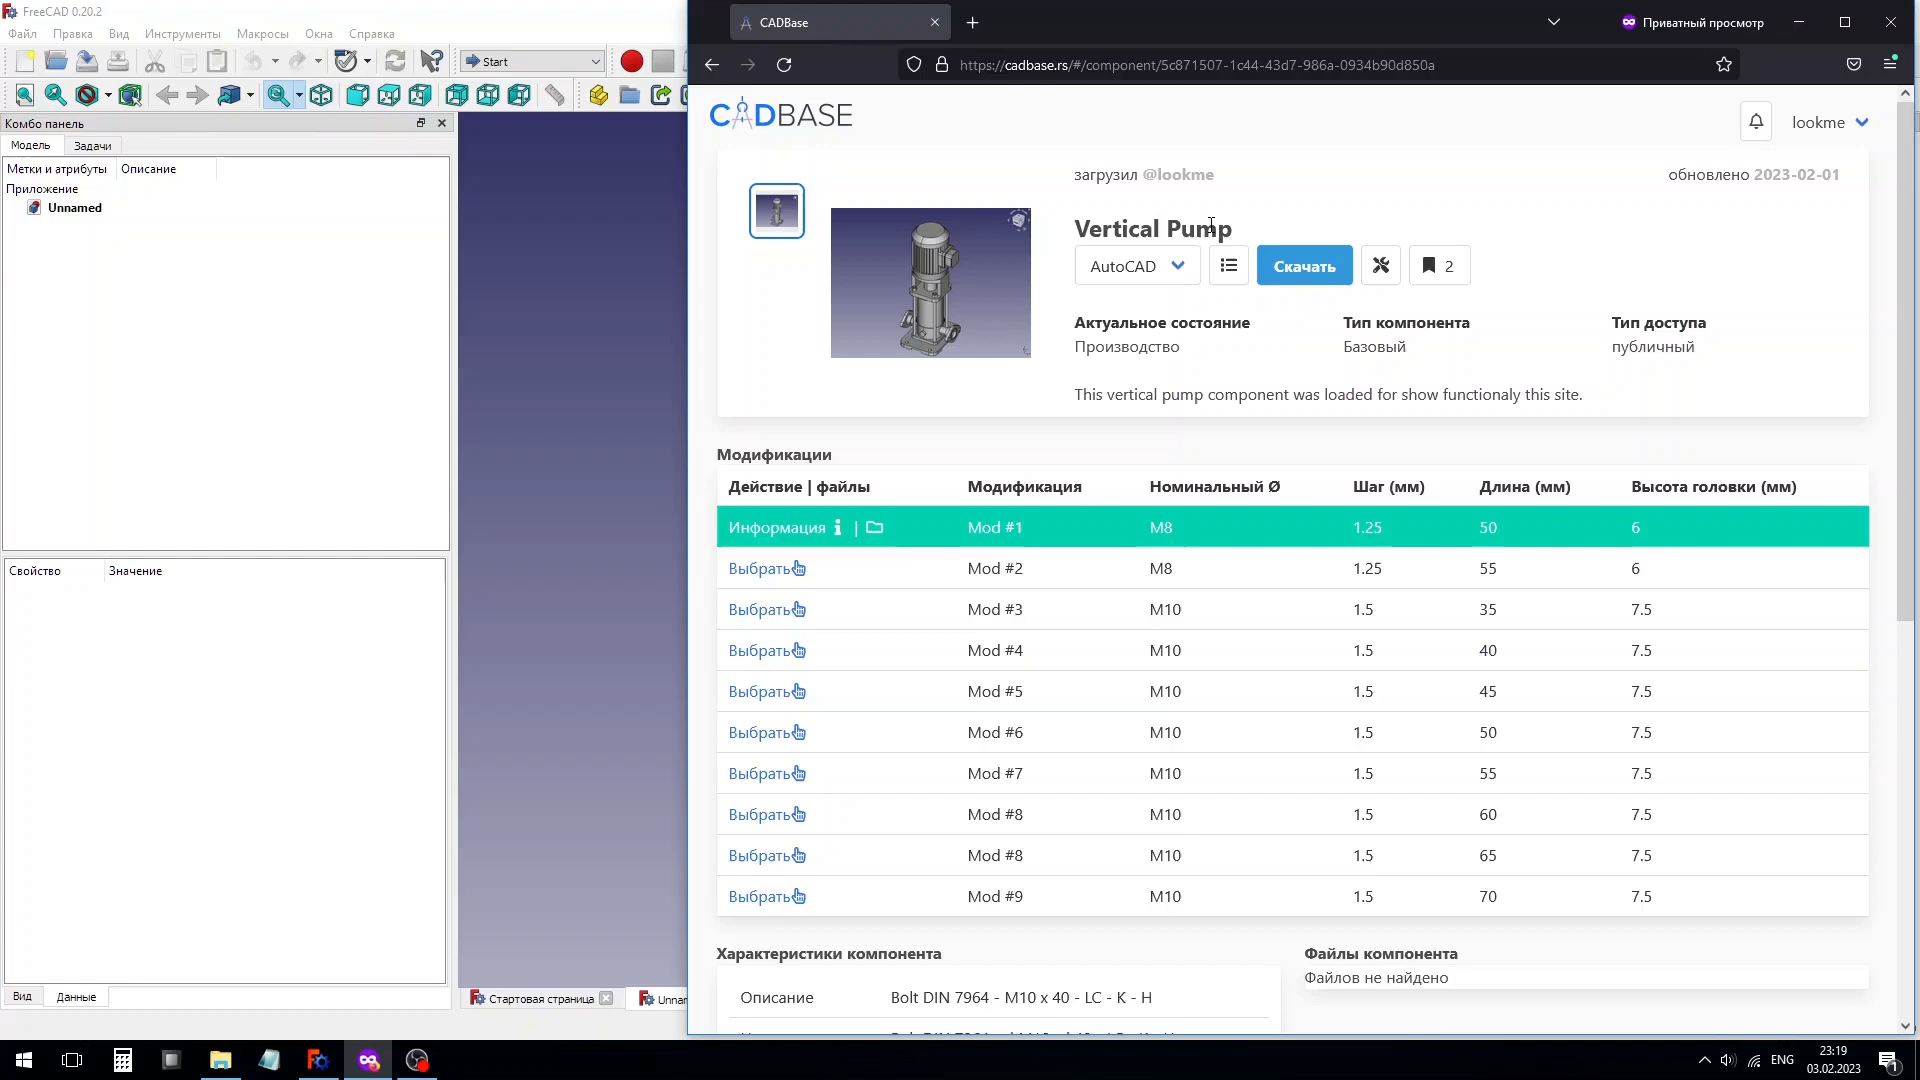 FreeCAD 0.20.2
Файл Правка Вид Инструменты Макросы Окна Справка
Start
Комбо панель
Модель Задачи
Метки и атрибуты Описание
Приложение
Unnamed
Свойство Значение
Вид Данные
Стартовая страница
CADBase
Приватный просмотр
https://cadbase.rs/#/component/5c871507-1c44-43d7-986a-0934b90d850a
CADBASE
lookme
загрузил @lookme
обновлено 2023-02-01
Vertical Pump
AutoCAD Скачать 2
Актуальное состояние Тип компонента Тип доступа
Производство Базовый публичный
This vertical pump component was loaded for show functionaly this site.
Модификации
Действие | файлы Модификация Номинальный Ø Шаг (мм) Длина (мм) Высота головки (мм)
Информация | Mod #1 M8 1.25 50 6
Выбрать Mod #2 M8 1.25 55 6
Выбрать Mod #3 M10 1.5 35 7.5
Выбрать Mod #4 M10 1.5 40 7.5
Выбрать Mod #5 M10 1.5 45 7.5
Выбрать Mod #6 M10 1.5 50 7.5
Выбрать Mod #7 M10 1.5 55 7.5
Выбрать Mod #8 M10 1.5 60 7.5
Выбрать Mod #8 M10 1.5 65 7.5
Выбрать Mod #9 M10 1.5 70 7.5
Характеристики компонента
Описание Bolt DIN 7964 - M10 x 40 - LC - K - H
Файлы компонента
Файлов не найдено
ENG
23:19
03.02.2023
1